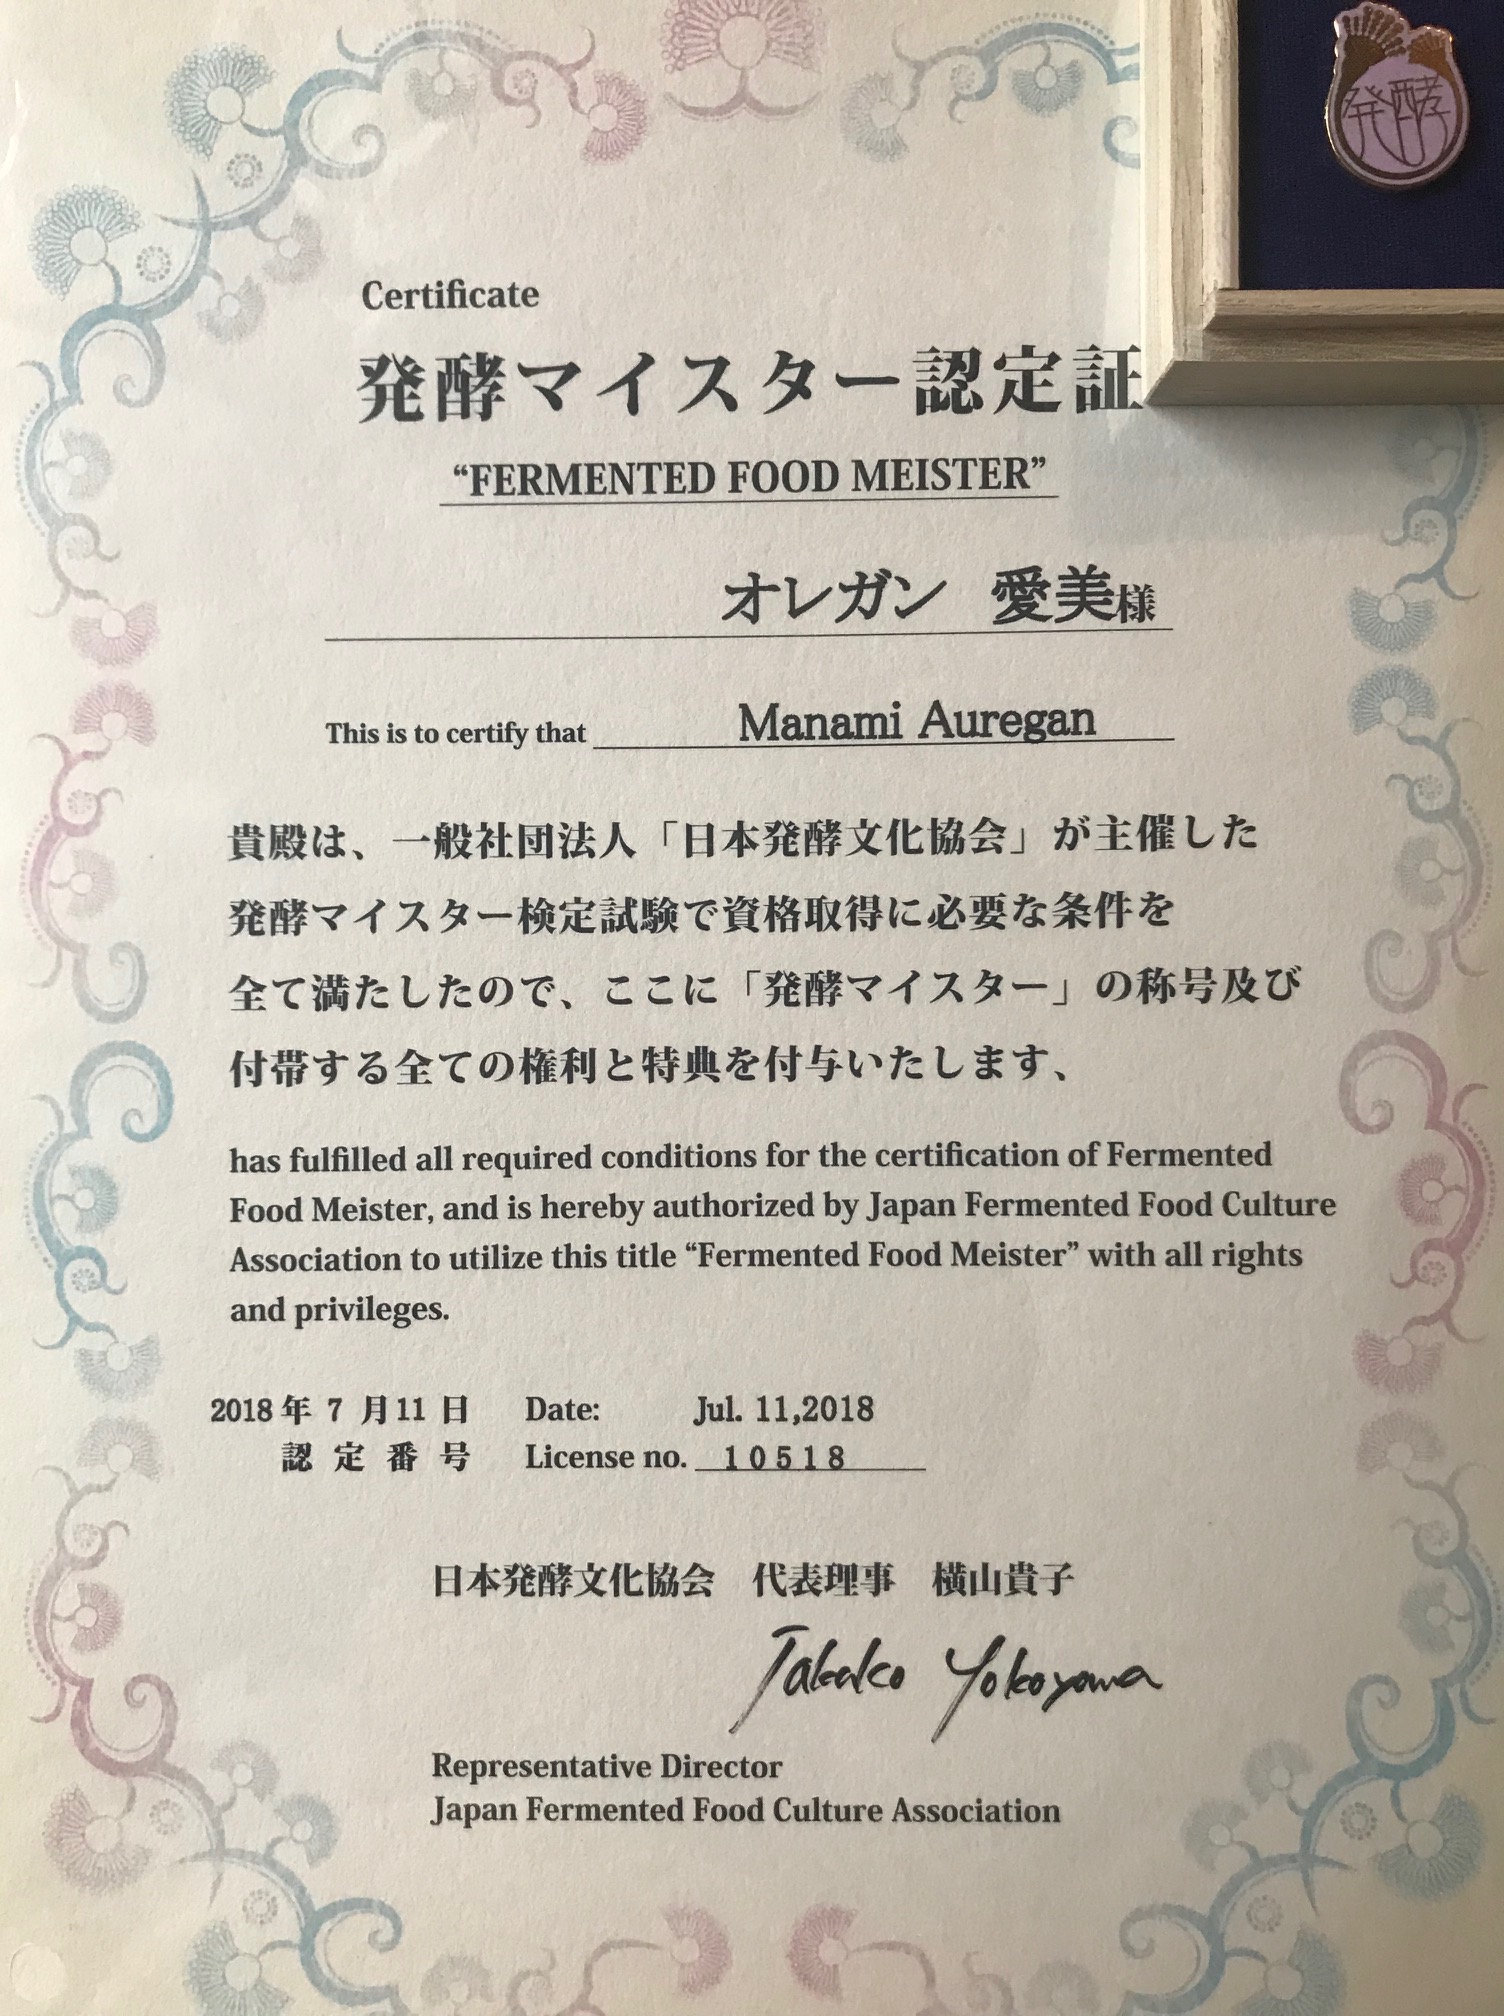 発酵
Certificate
発酵マイスター認定証
“FERMENTED FOOD MEISTER”
オレガン 愛美様
This is to certify that Manami Auregan
貴殿は、一般社団法人「日本発酵文化協会」が主催した
発酵マイスター検定試験で資格取得に必要な条件を
全て満たしたので、ここに「発酵マイスター」の称号及び
付帯する全ての権利と特典を付与いたします、
has fulfilled all required conditions for the certification of Fermented
Food Meister, and is hereby authorized by Japan Fermented Food Culture
Association to utilize this title “Fermented Food Meister” with all rights
and privileges.
2018 年 7 月 11 日 Date: Jul. 11,2018
認定番号 License no. 10518
日本発酵文化協会 代表理事 横山貴子
Takako Yokoyama
Representative Director
Japan Fermented Food Culture Association